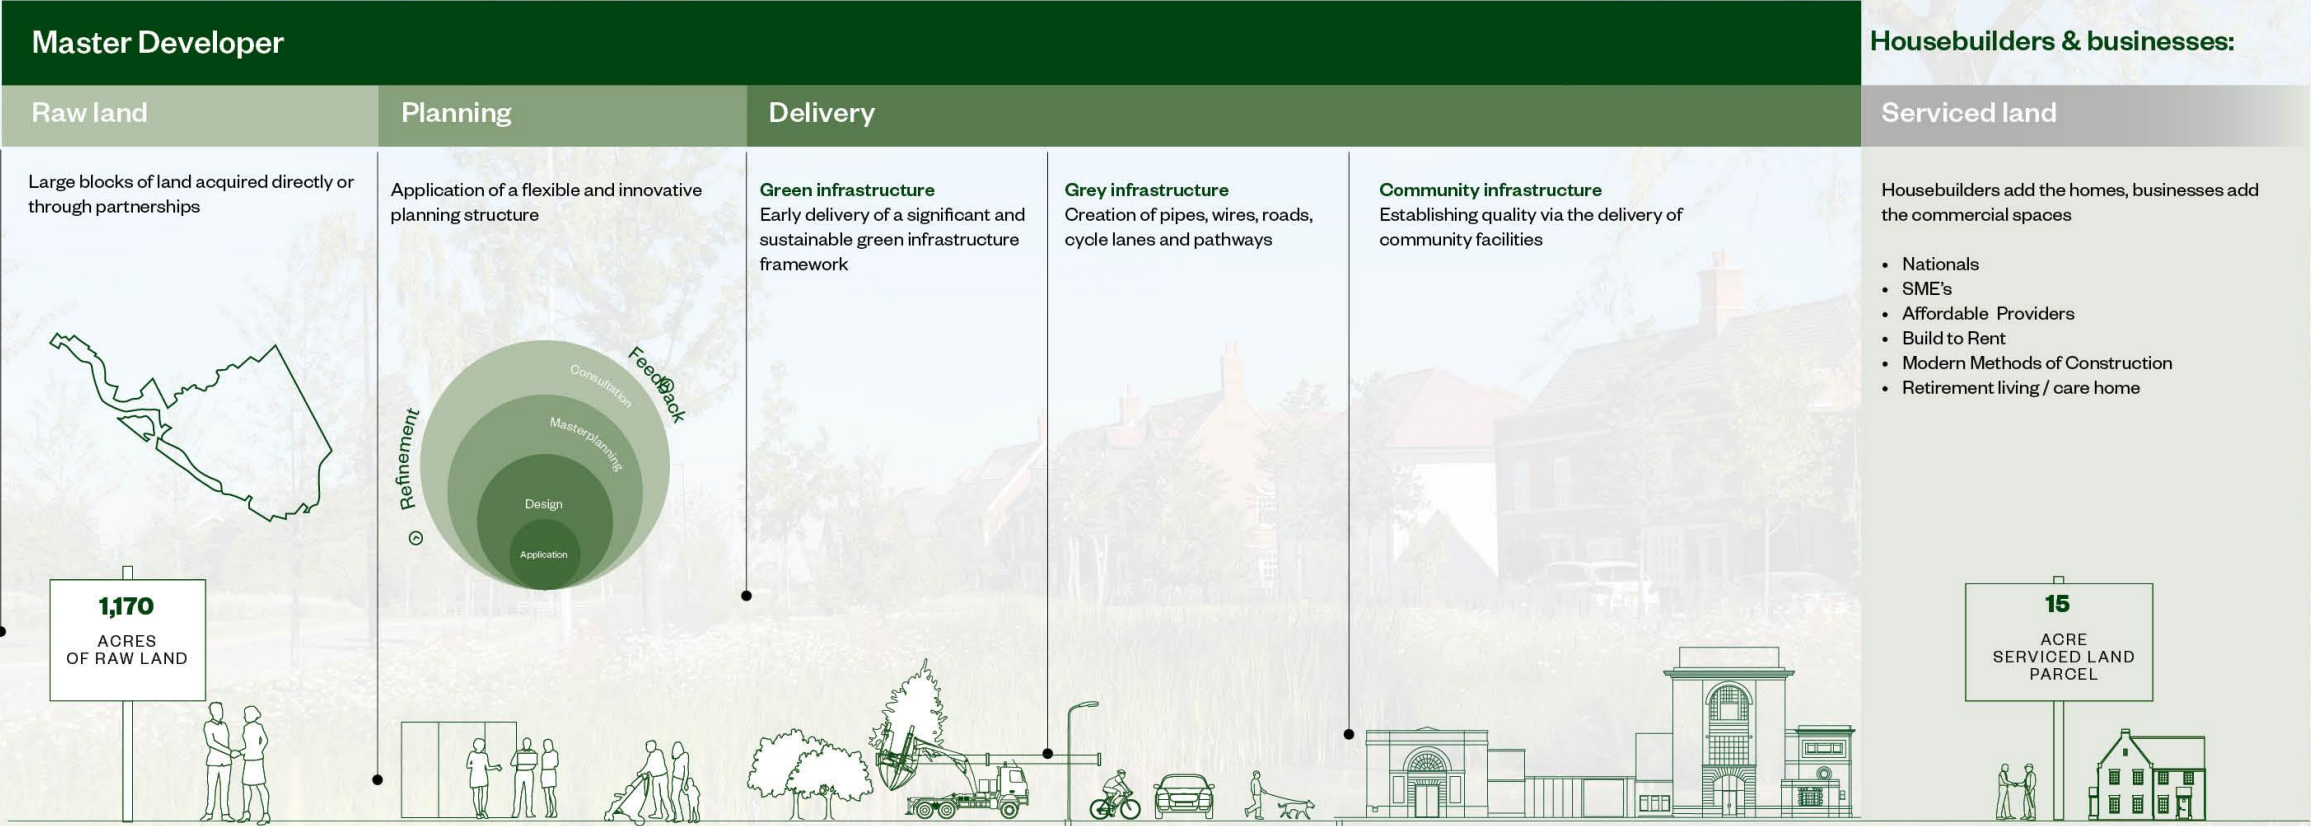 Master Developer
Housebuilders & businesses:
Raw land
Planning
Delivery
Serviced land
Large blocks of land acquired directly or
through partnerships
1,170
ACRES
OF RAW LAND
Application of a flexible and innovative
planning structure
Refinement
Feedback
Consultation
Masterplanning
Design
Application
Green infrastructure
Early delivery of a significant and
sustainable green infrastructure
framework
Grey infrastructure
Creation of pipes, wires, roads,
cycle lanes and pathways
Community infrastructure
Establishing quality via the delivery of
community facilities
Housebuilders add the homes, businesses add
the commercial spaces
• Nationals
• SME's
• Affordable Providers
• Build to Rent
• Modern Methods of Construction
• Retirement living / care home
15
ACRE
SERVICED LAND
PARCEL